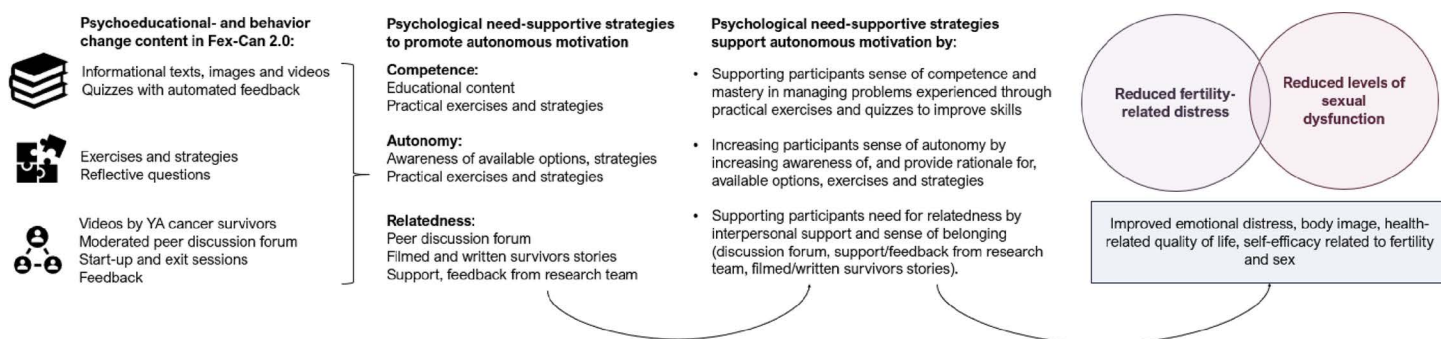 Psychoeducational- and behavior
change content in Fex-Can 2.0:
Informational texts, images and videos
Quizzes with automated feedback
Exercises and strategies
Reflective questions
Videos by YA cancer survivors
Moderated peer discussion forum
Start-up and exit sessions
Feedback
Psychological need-supportive strategies
to promote autonomous motivation
Competence:
Educational content
Practical exercises and strategies
Autonomy:
Awareness of available options, strategies
Practical exercises and strategies
Relatedness:
Peer discussion forum
Filmed and written survivors stories
Support, feedback from research team
Psychological need-supportive strategies
support autonomous motivation by:
• Supporting participants sense of competence and
mastery in managing problems experienced through
practical exercises and quizzes to improve skills
• Increasing participants sense of autonomy by
increasing awareness of, and provide rationale for,
available options, exercises and strategies
• Supporting participants need for relatedness by
interpersonal support and sense of belonging
(discussion forum, support/feedback from research
team, filmed/written survivors stories).
Reduced fertility-
related distress
Reduced levels of
sexual
dysfunction
Improved emotional distress, body image, health-
related quality of life, self-efficacy related to fertility
and sex